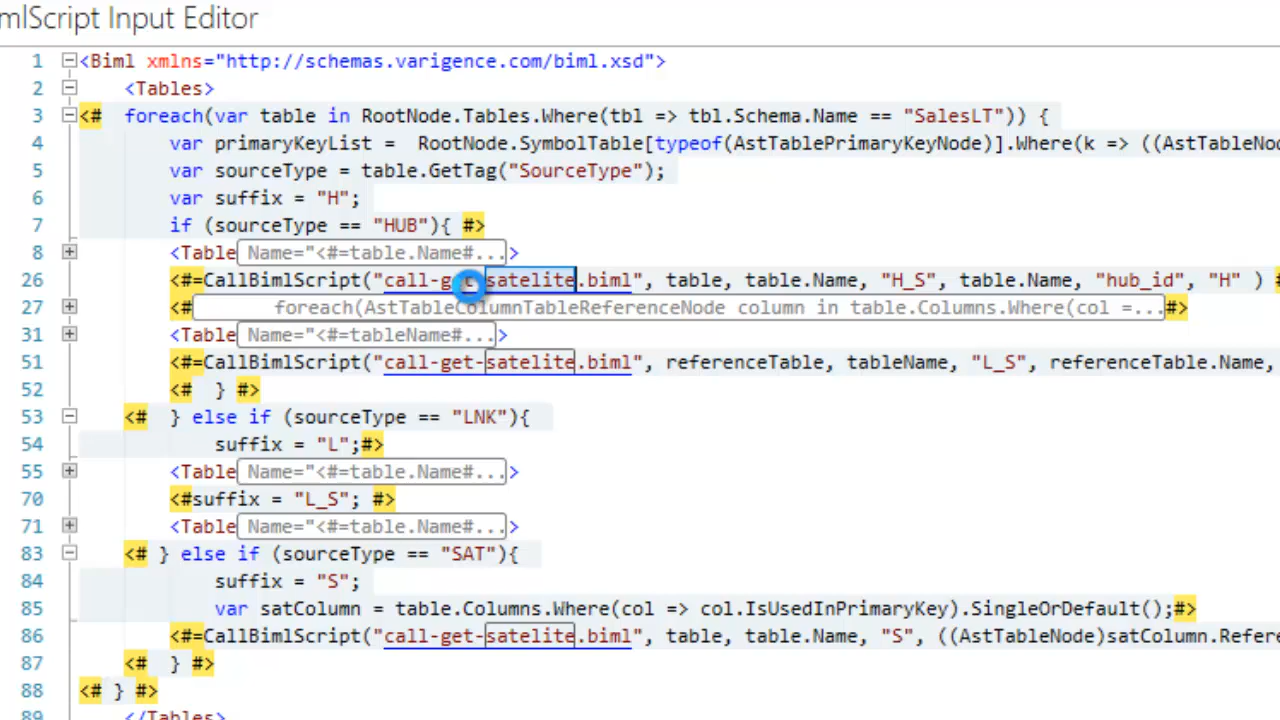 mlScript Input Editor
1 <Biml xmlns="http://schemas.varigence.com/biml.xsd">
2 <Tables>
3 <# foreach(var table in RootNode.Tables.Where(tbl => tbl.Schema.Name == "SalesLT")) {
4 var primaryKeyList = RootNode.SymbolTable[typeof(AstTablePrimaryKeyNode)].Where(k => ((AstTableNo
5 var sourceType = table.GetTag("SourceType");
6 var suffix = "H";
7 if (sourceType == "HUB"){ #>
8 <Table Name="<#=table.Name#...>
26 <#=CallBimlScript("call-get-satelite.biml", table, table.Name, "H_S", table.Name, "hub_id", "H" ) #
27 <# foreach(AstTableColumnTableReferenceNode column in table.Columns.Where(col =...#>
31 <Table Name="<#=tableName#...>
51 <#=CallBimlScript("call-get-satelite.biml", referenceTable, tableName, "L_S", referenceTable.Name,
52 <# } #>
53 <# } else if (sourceType == "LNK"){
54 suffix = "L";#>
55 <Table Name="<#=table.Name#...>
70 <#suffix = "L_S"; #>
71 <Table Name="<#=table.Name#...>
83 <# } else if (sourceType == "SAT"){
84 suffix = "S";
85 var satColumn = table.Columns.Where(col => col.IsUsedInPrimaryKey).SingleOrDefault();#>
86 <#=CallBimlScript("call-get-satelite.biml", table, table.Name, "S", ((AstTableNode)satColumn.Refere
87 <# } #>
88 <# } #>
89 </Tables>